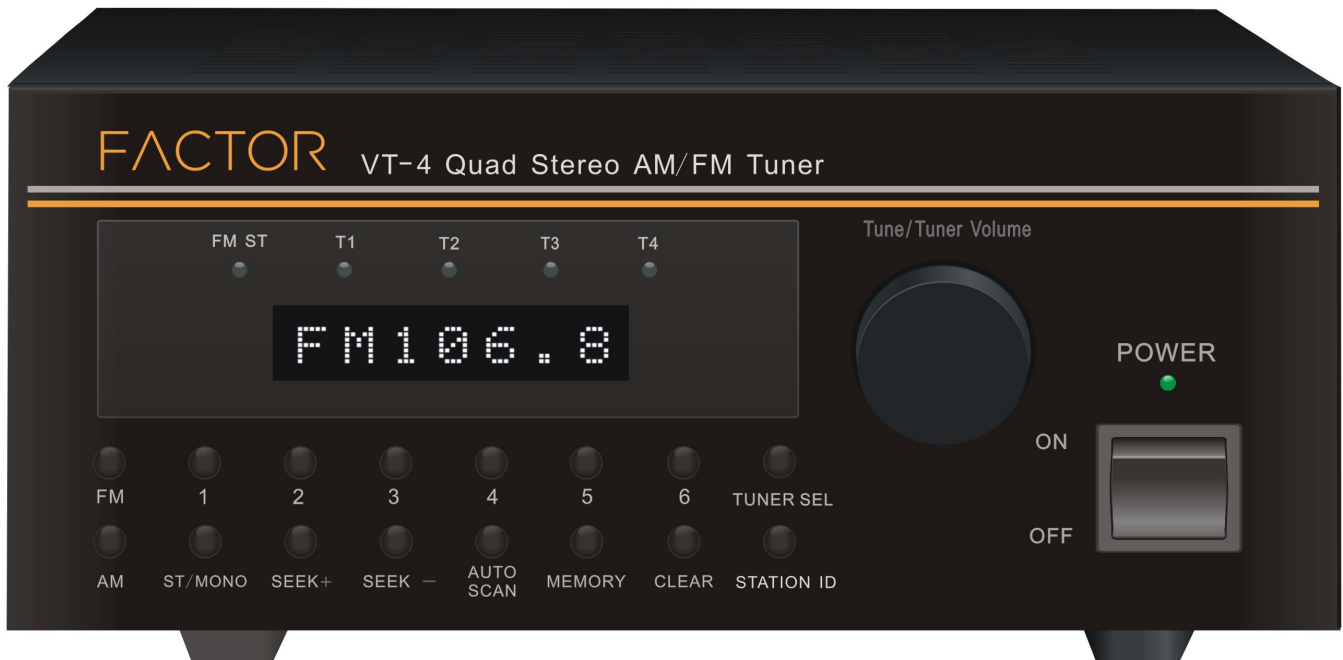 FACTOR VT-4 Quad Stereo AM/FM Tuner
Tune/Tuner Volume
FM ST T1 T2 T3 T4
FM106.8
POWER
ON
OFF
FM 1 2 3 4 5 6 TUNER SEL
AM ST/MONO SEEK+ SEEK - AUTO SCAN MEMORY CLEAR STATION ID